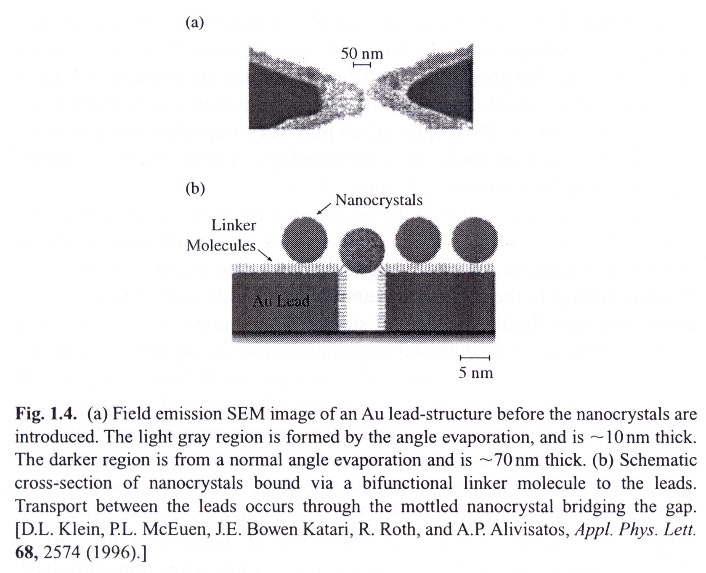 (a)
50 nm
(b)
Nanocrystals
Linker
Molecules
Au Lead
5 nm
Fig. 1.4. (a) Field emission SEM image of an Au lead-structure before the nanocrystals are
introduced. The light gray region is formed by the angle evaporation, and is ∼10 nm thick.
The darker region is from a normal angle evaporation and is ∼70 nm thick. (b) Schematic
cross-section of nanocrystals bound via a bifunctional linker molecule to the leads.
Transport between the leads occurs through the mottled nanocrystal bridging the gap.
[D.L. Klein, P.L. McEuen, J.E. Bowen Katari, R. Roth, and A.P. Alivisatos, Appl. Phys. Lett.
68, 2574 (1996).]